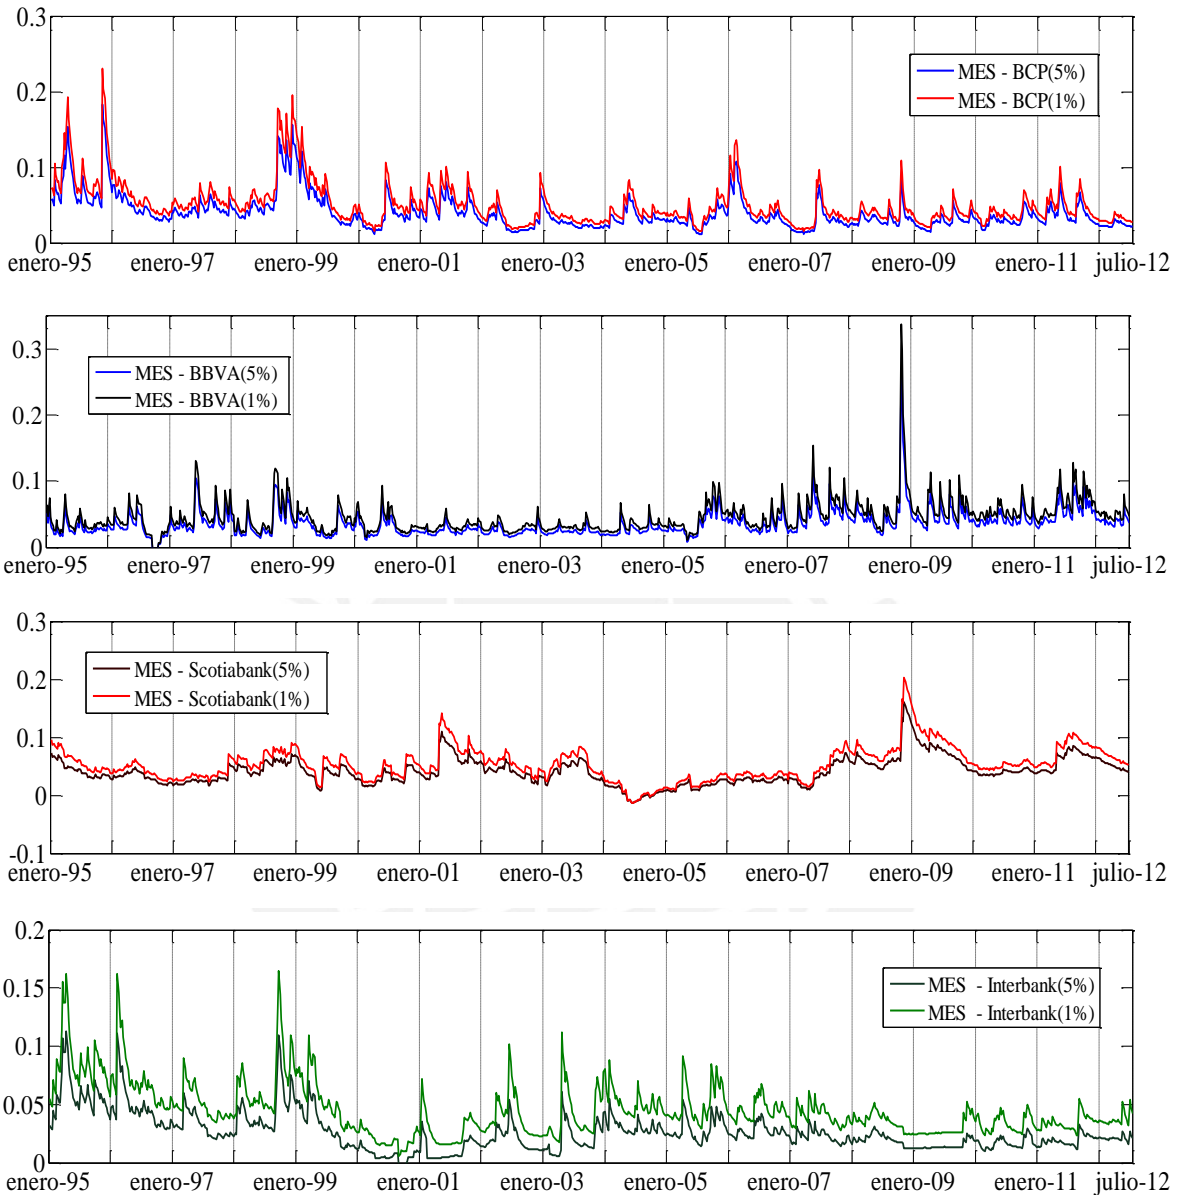 0.3
0.2
0.1
0
MES - BCP(5%)
MES - BCP(1%)
enero-95 enero-97 enero-99 enero-01 enero-03 enero-05 enero-07 enero-09 enero-11 julio-12
0.3
0.2
0.1
0
MES - BBVA(5%)
MES - BBVA(1%)
enero-95 enero-97 enero-99 enero-01 enero-03 enero-05 enero-07 enero-09 enero-11 julio-12
0.3
0.2
0.1
0
-0.1
MES - Scotiabank(5%)
MES - Scotiabank(1%)
enero-95 enero-97 enero-99 enero-01 enero-03 enero-05 enero-07 enero-09 enero-11 julio-12
0.2
0.15
0.1
0.05
0
MES - Interbank(5%)
MES - Interbank(1%)
enero-95 enero-97 enero-99 enero-01 enero-03 enero-05 enero-07 enero-09 enero-11 julio-12